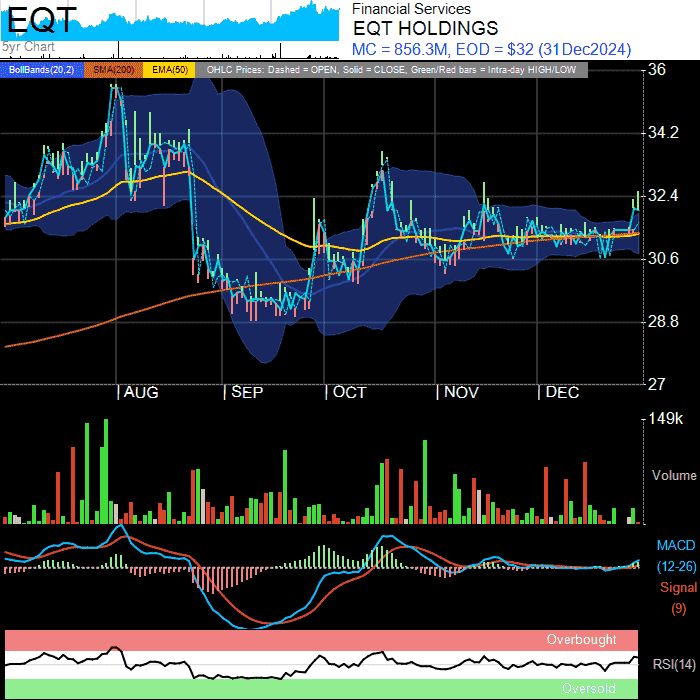 EQT
5yr Chart
Financial Services
EQT HOLDINGS
MC = 856.3M, EOD = $32 (31Dec2024)
BollBands(20,2) SMA(200) EMA(50) OHLC Prices: Dashed = OPEN, Solid = CLOSE, Green/Red bars = Intra-day HIGH/LOW
36
34.2
32.4
30.6
28.8
27
AUG SEP OCT NOV DEC
149k
Volume
MACD
(12-26)
Signal
(9)
Overbought
RSI(14)
Oversold